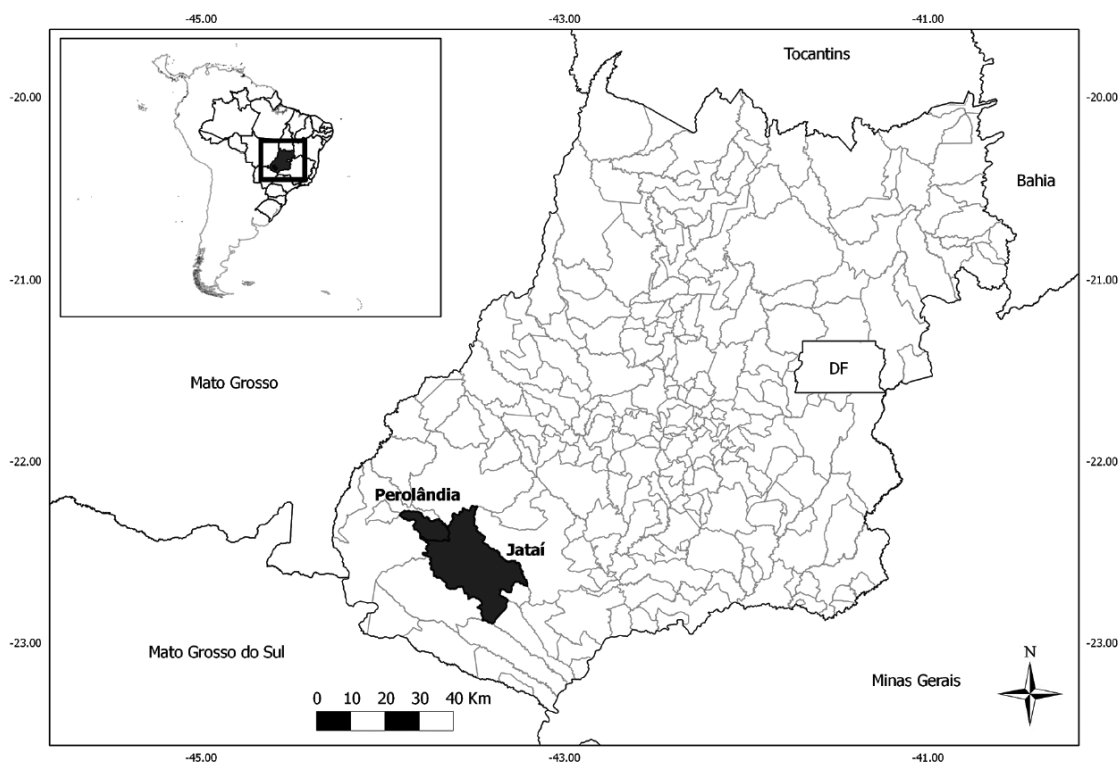 -45.00 -43.00 -41.00
Tocantins
-20.00 -20.00
Bahia
-21.00 -21.00
DF
Mato Grosso
-22.00 -22.00
Perolândia
Jataí
-23.00 -23.00
Mato Grosso do Sul
N
Minas Gerais
0 10 20 30 40 Km
-45.00 -43.00 -41.00